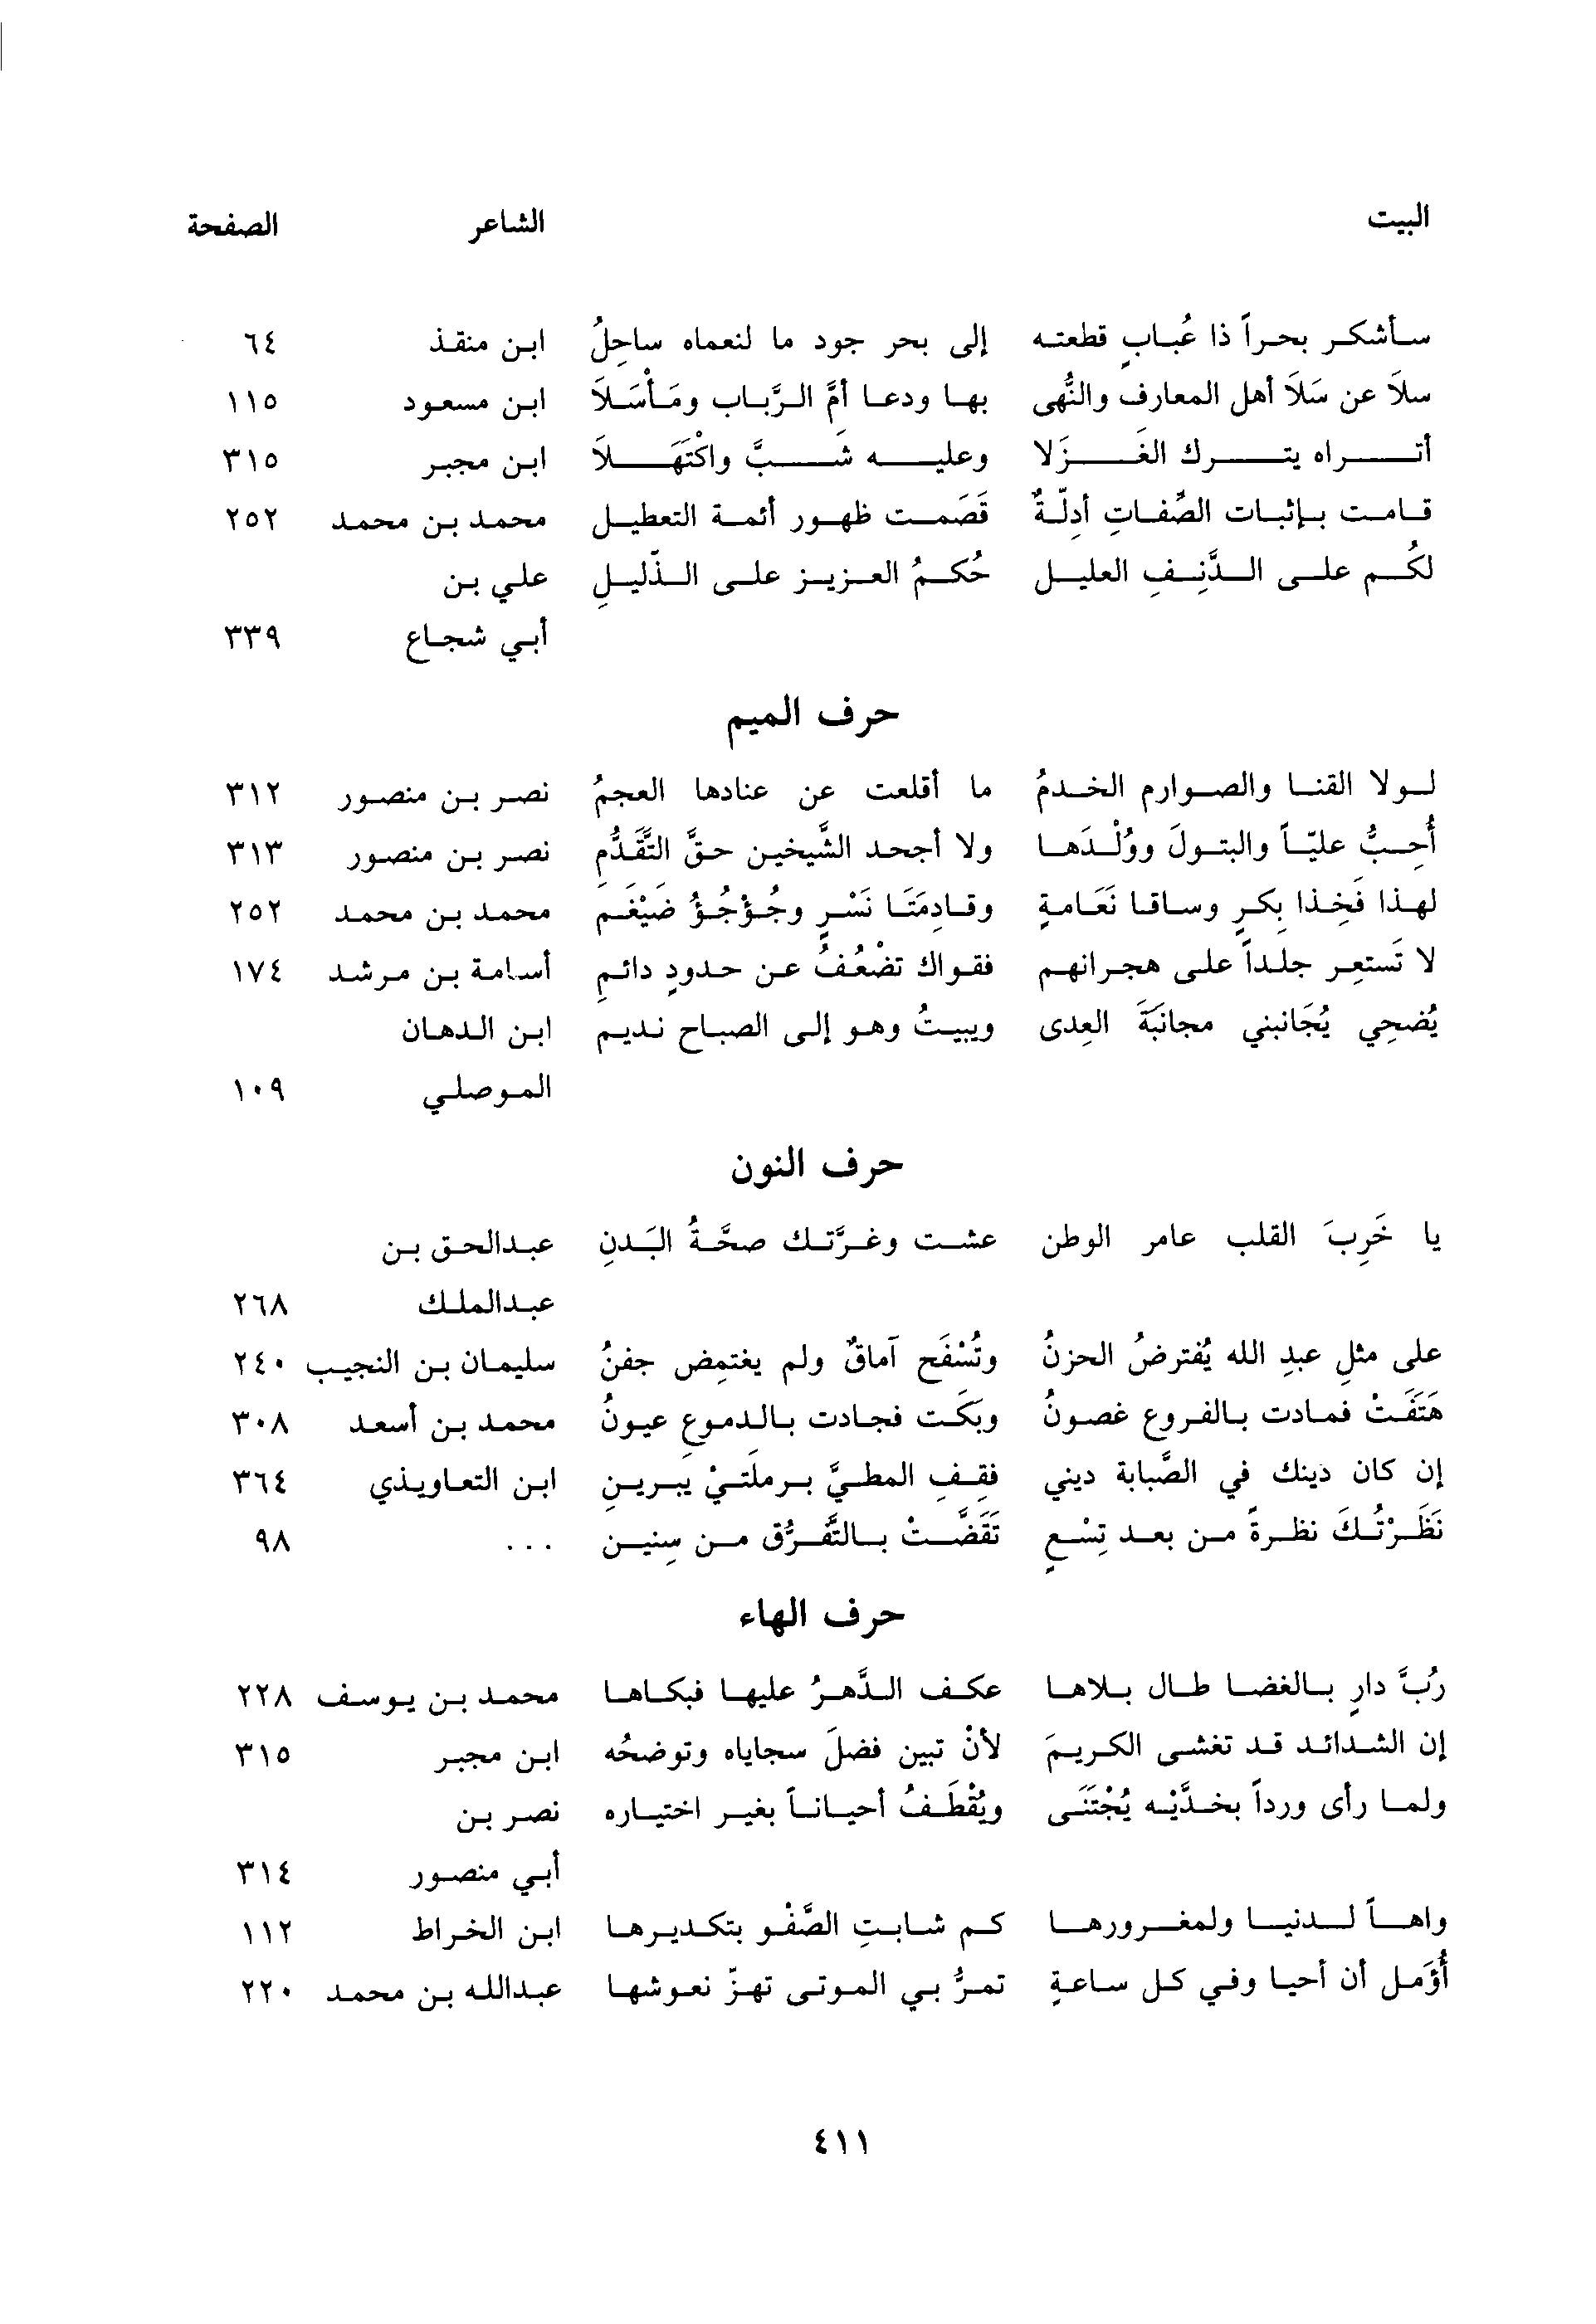 البيت الشاعر الصفحة
سأشكر بحراً ذا عُبابٍ قطعته إلى بحر جود ما لنعماه ساحِلُ ابن منقذ ٦٤
سلاَ عن سَلاَ أهل المعارف والنُّهى بها ودعا أمَّ الرَّباب ومَأْسَلاَ ابن مسعود ١١٥
أتراه يترك الغَزَلا وعليه شَبَّ واكْتَهَلاَ ابن مجبر ٣١٥
قامت بإثبات الصِّفاتِ أدِلّةٌ قَصَمت ظهور أئمة التعطيل محمد بن محمد ٢٥٢
لكُم على الدَّنِفِ العليل حُكمُ العزيز على الذّليلِ علي بن
أبي شجاع ٣٣٩
حرف الميم
لولا القنا والصوارم الخدمُ ما أقلعت عن عنادها العجمُ نصر بن منصور ٣١٢
أُحِبُّ عليّاً والبتولَ ووُلْدَها ولا أجحد الشَّيخين حقَّ التَّقَدُّمِ نصر بن منصور ٣١٣
لهذا فَخِذا بِكرٍ وساقا نَعَامةٍ وقادِمَتَا نَسْرٍ وجُؤْجُؤُ ضَيْغَمِ محمد بن محمد ٢٥٢
لا تَستعِر جلداً على هجرانهم فقواك تضْعُفُ عن حدودٍ دائمِ أسامة بن مرشد ١٧٤
يُضحِي يُجَانبني مجانَبَةَ العِدى ويبيتُ وهو إلى الصباح نديم ابن الدهان
الموصلي ١٠٩
حرف النون
يا خَرِبَ القلب عامر الوطن عشت وغرَّتك صحَّةُ البَدنِ عبدالحق بن
عبدالملك ٢٦٨
على مثلِ عبدِ الله يُفترضُ الحزنُ وتُسْفَح آماقٌ ولم يغتمِض جفنُ سليمان بن النجيب ٢٤٠
هَتَفَتْ فمادت بالفروع غصونُ وبَكَت فجادت بالدموعِ عيونُ محمد بن أسعد ٣٠٨
إن كان دينك في الصَّبابة ديني فقِفِ المطيَّ برملَتيْ يبرينِ ابن التعاويذي ٣٦٤
نَظَرْتُكَ نظرةً من بعد تِسْعٍ تَقَضَّتْ بالتَّفَرُّق من سِنين ... ٩٨
حرف الهاء
رُبَّ دارٍ بالغضا طال بلاها عكف الدَّهرُ عليها فبكاها محمد بن يوسف ٢٢٨
إن الشدائد قد تغشى الكريمَ لأنْ تبين فضلَ سجاياه وتوضحُه ابن مجبر ٣١٥
ولما رأى ورداً بخدَّيْه يُجْتَنَى ويُقْطَفُ أحياناً بغير اختياره نصر بن
أبي منصور ٣١٤
واهاً لدنيا ولمغرورها كم شابتِ الصَّفْو بتكديرها ابن الخراط ١١٢
أُؤَمل أن أحيا وفي كل ساعةٍ تمرُّ بي الموتى تهزّ نعوشها عبدالله بن محمد ٢٢٠
٤١١